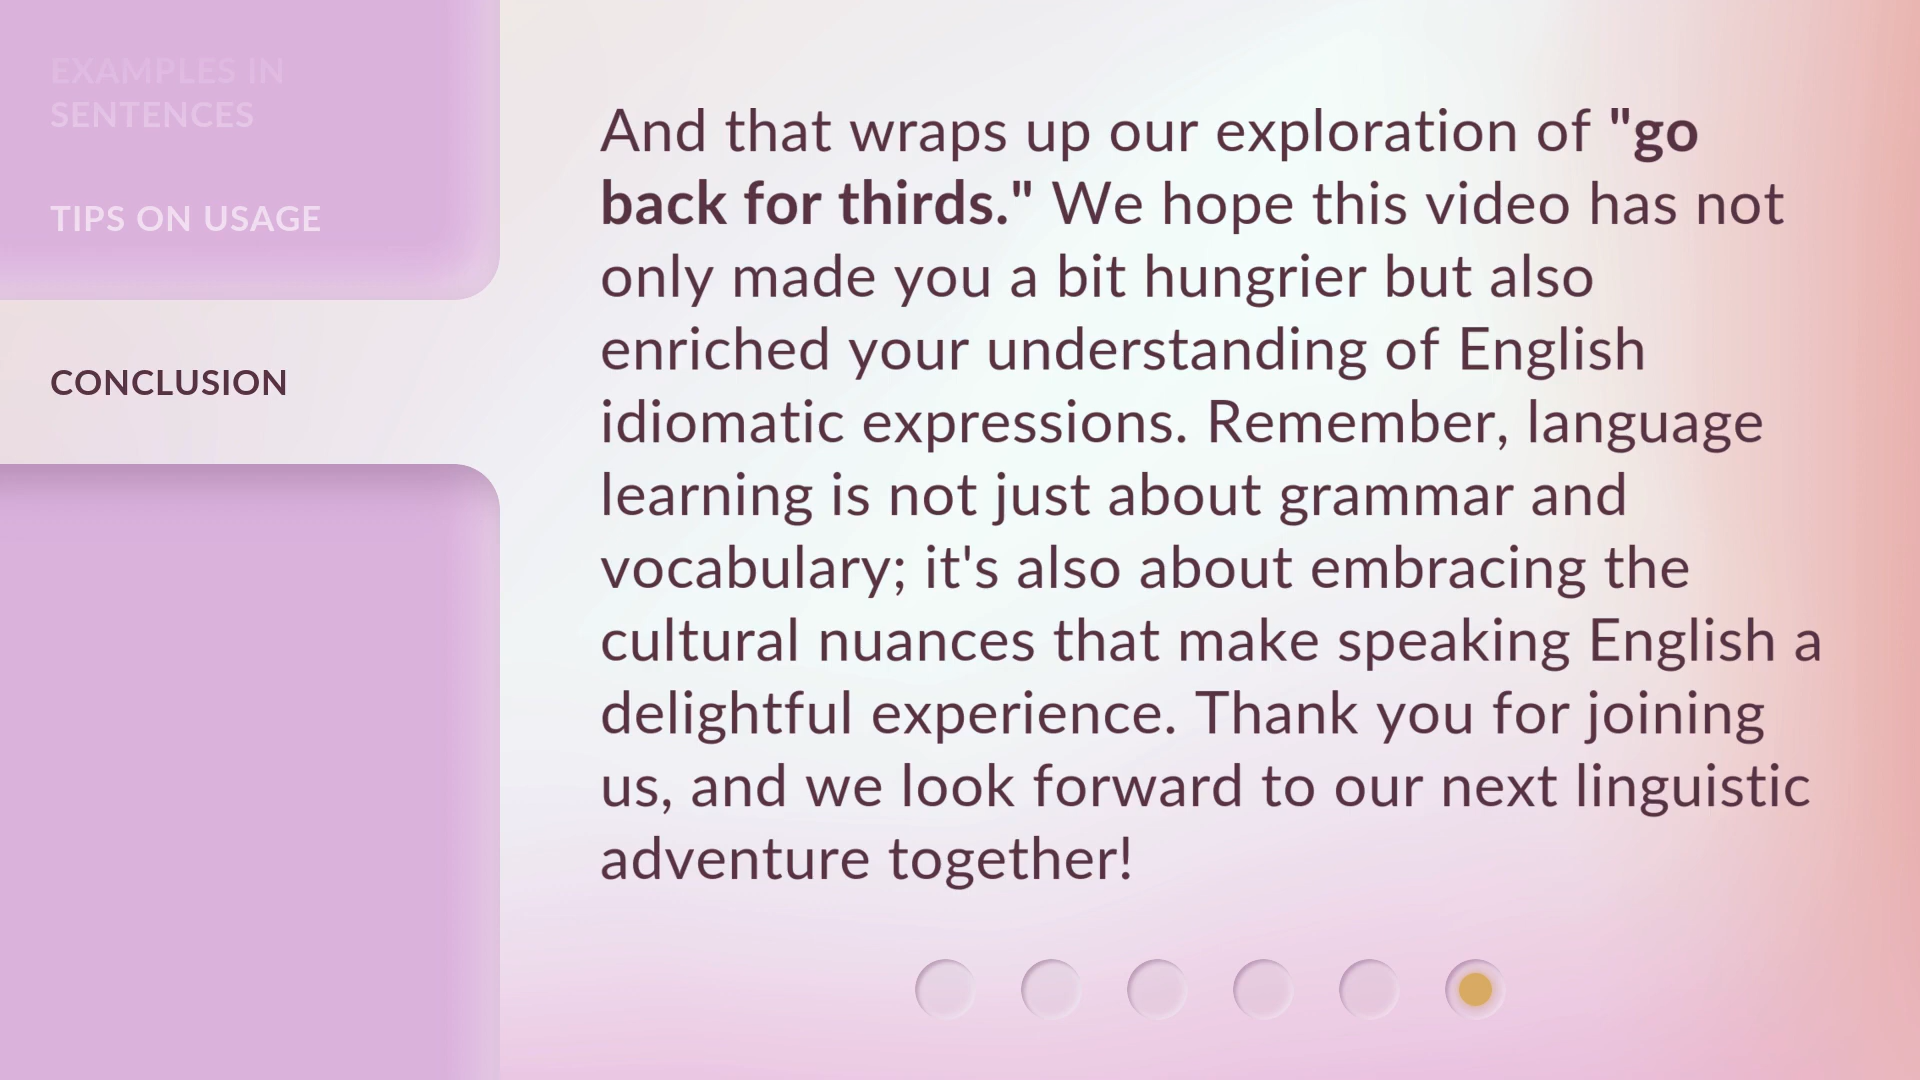 EXAMPLES IN
SENTENCES
TIPS ON USAGE
CONCLUSION
And that wraps up our exploration of "go
back for thirds." We hope this video has not
only made you a bit hungrier but also
enriched your understanding of English
idiomatic expressions. Remember, language
learning is not just about grammar and
vocabulary; it's also about embracing the
cultural nuances that make speaking English a
delightful experience. Thank you for joining
us, and we look forward to our next linguistic
adventure together!